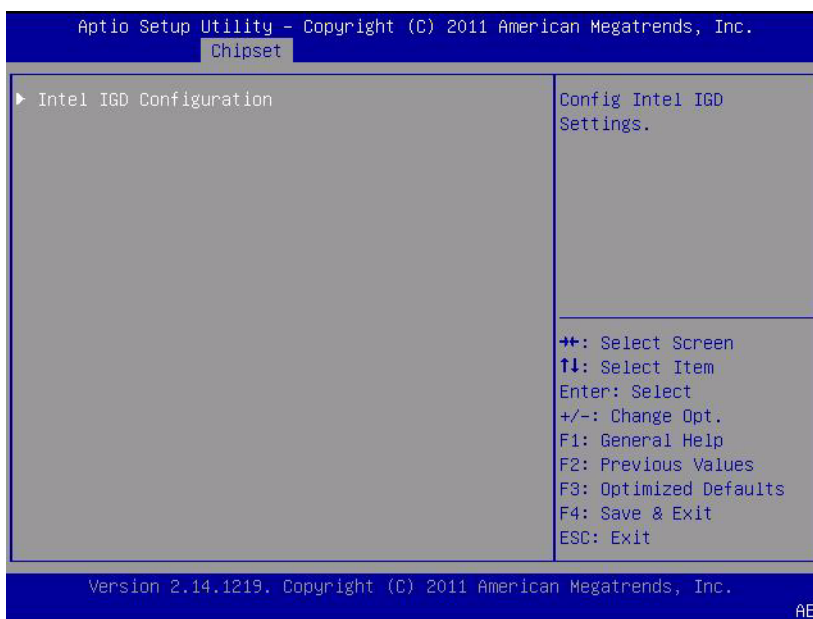 Aptio Setup Utility – Copyright (C) 2011 American Megatrends, Inc.
Chipset
▶ Intel IGD Configuration
Config Intel IGD
Settings.
→←: Select Screen
↑↓: Select Item
Enter: Select
+/-: Change Opt.
F1: General Help
F2: Previous Values
F3: Optimized Defaults
F4: Save & Exit
ESC: Exit
Version 2.14.1219. Copyright (C) 2011 American Megatrends, Inc.
AB